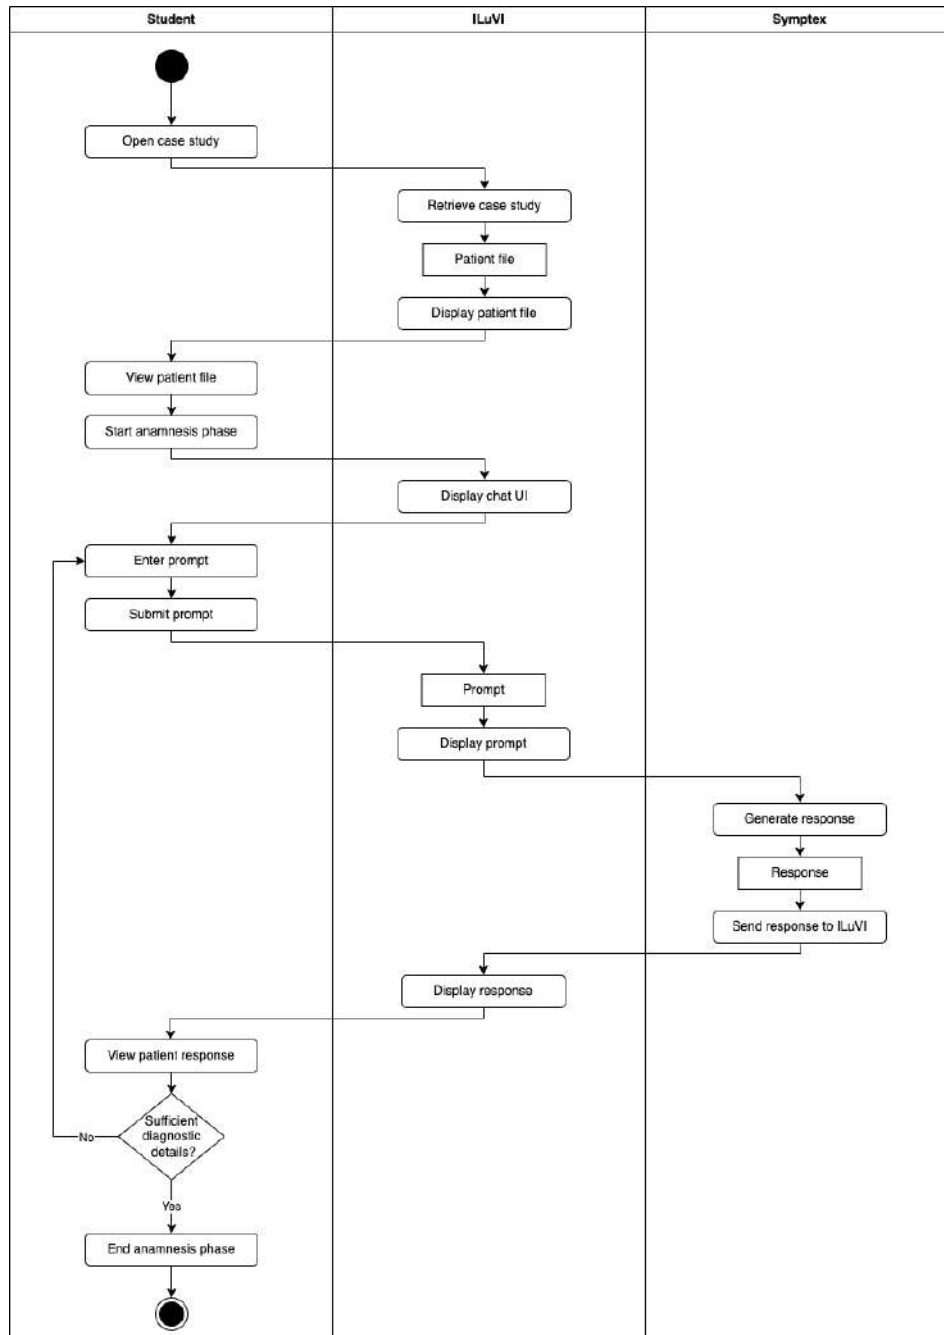 Student
ILuVI
Symptex
Open case study
Retrieve case study
Patient file
Display patient file
View patient file
Start anamnesis phase
Display chat UI
Enter prompt
Submit prompt
Prompt
Display prompt
Generate response
Response
Send response to ILuVI
Display response
View patient response
Sufficient
diagnostic
details?
No
Yes
End anamnesis phase